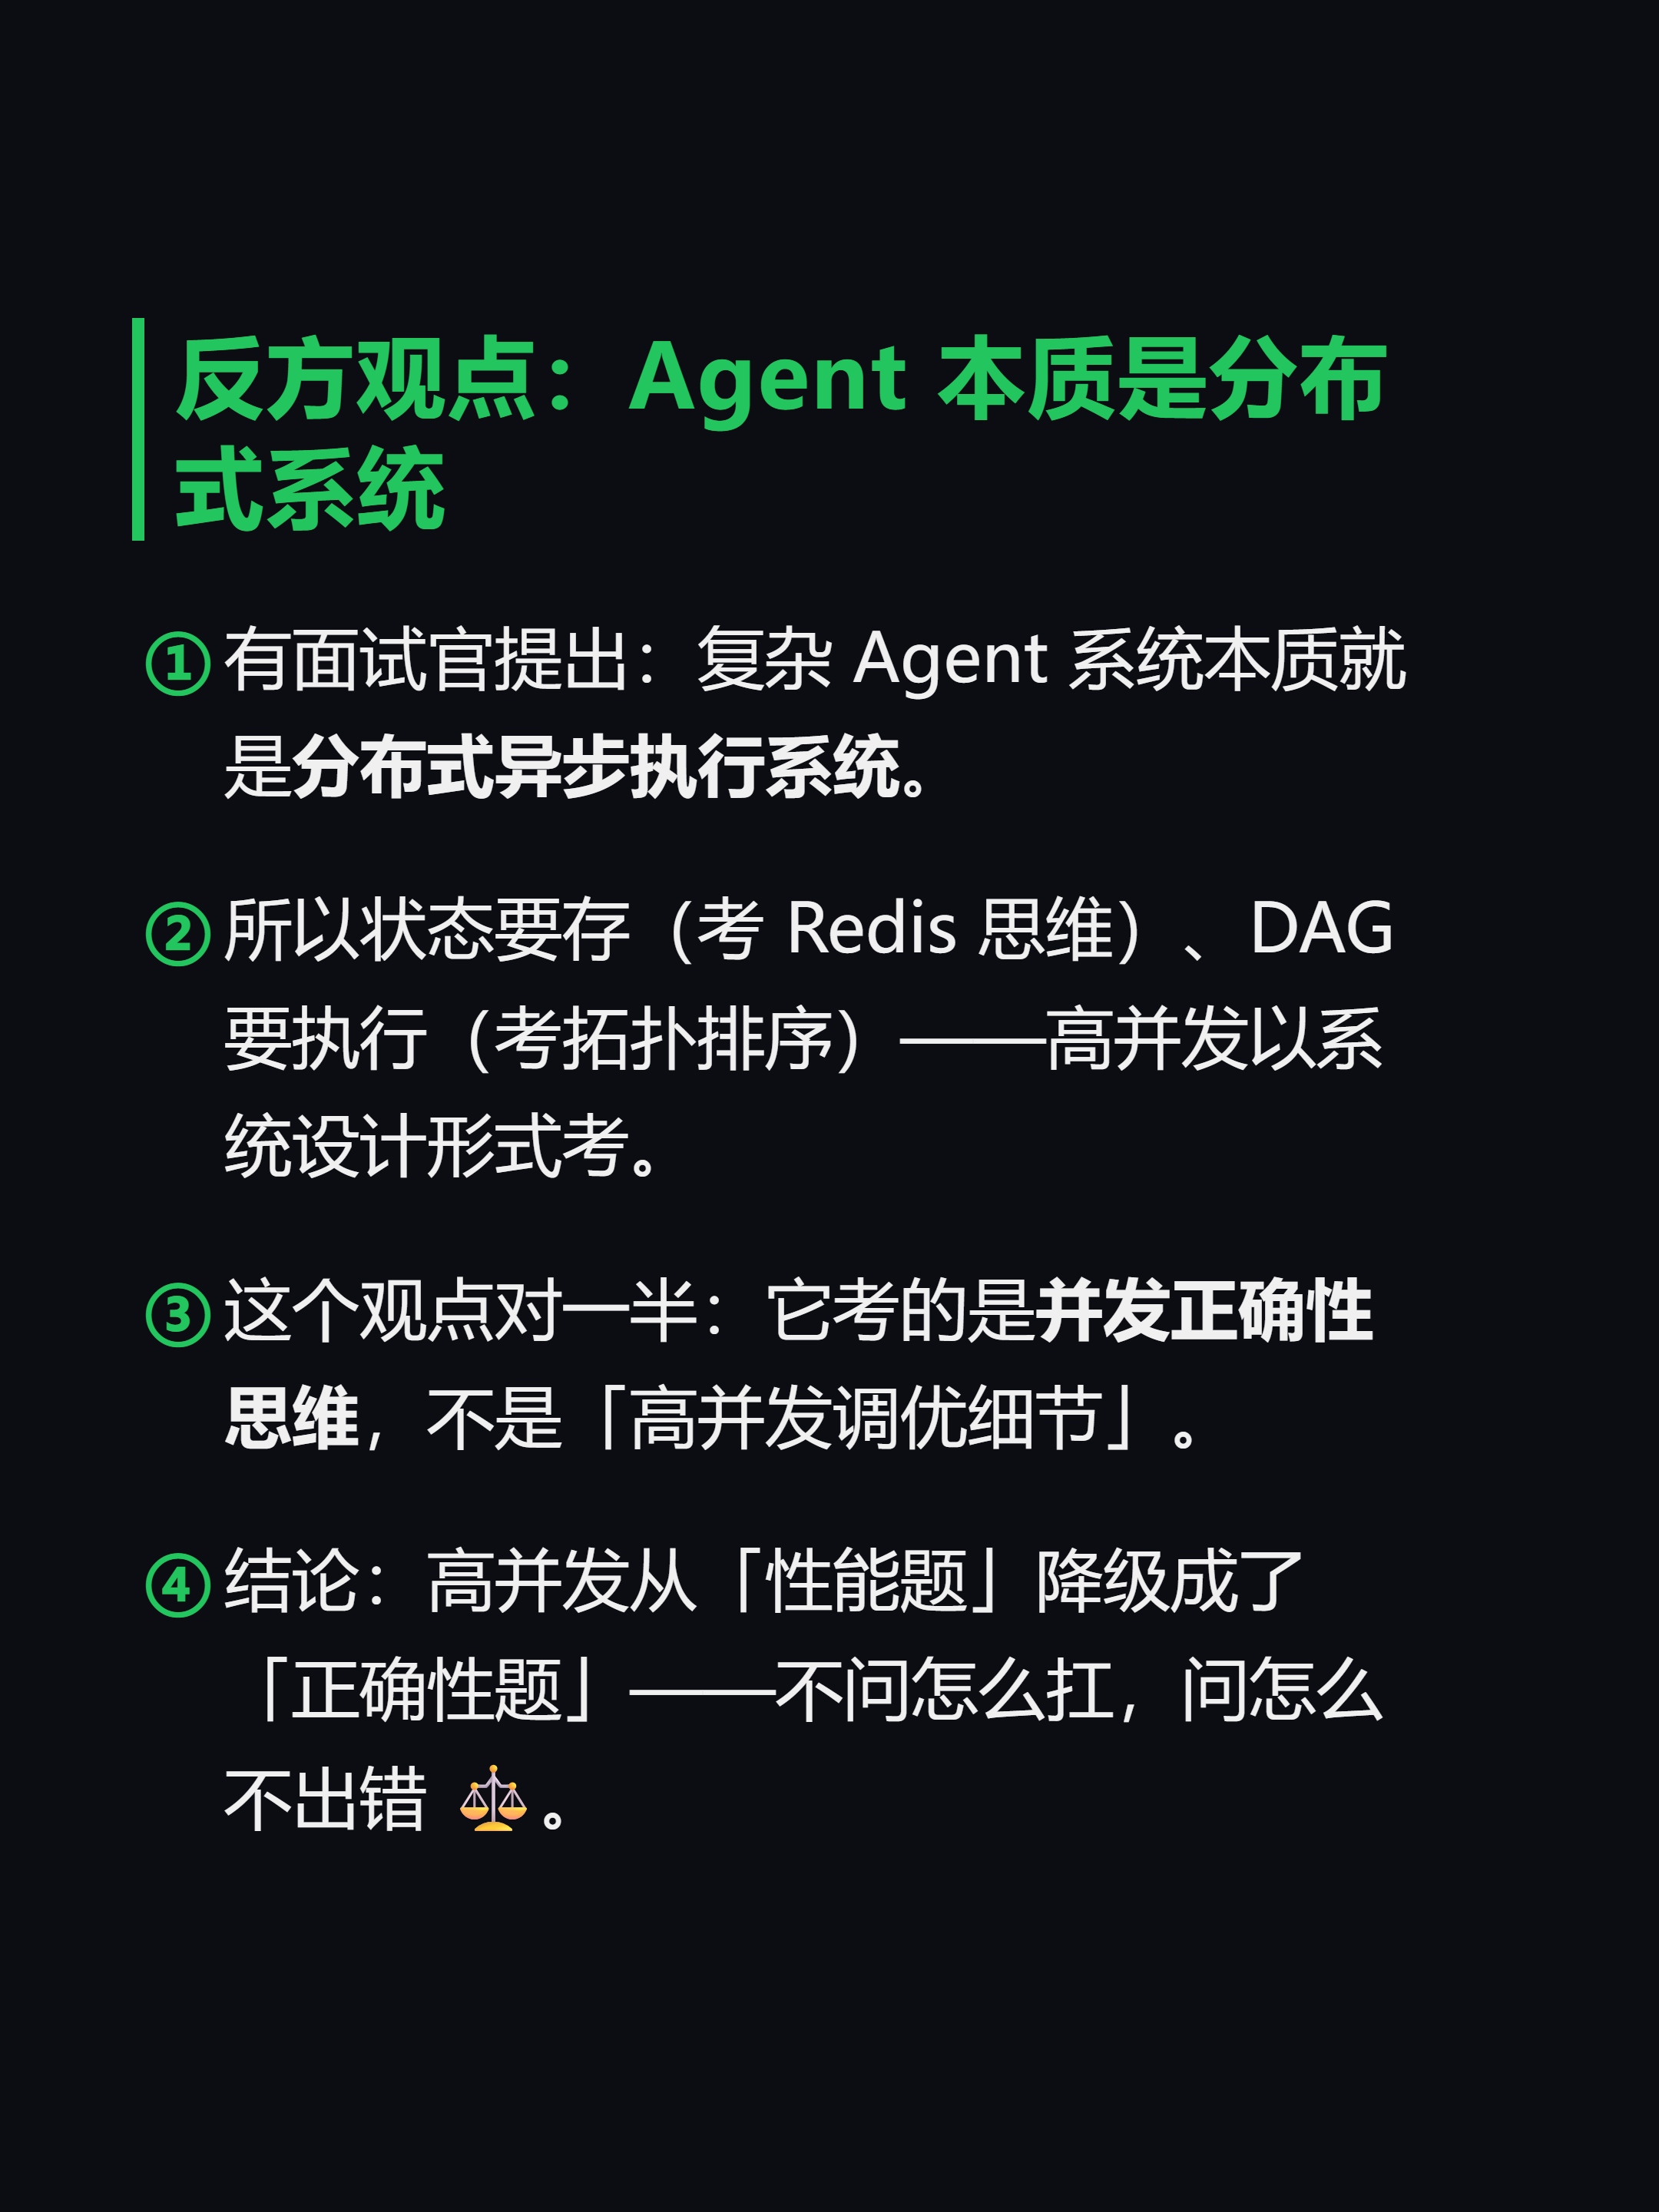 反方观点：Agent 本质是分布
式系统
①有面试官提出：复杂 Agent 系统本质就
是分布式异步执行系统。
②所以状态要存（考 Redis 思维）、DAG
要执行（考拓扑排序）——高并发以系
统设计形式考。
③这个观点对一半：它考的是并发正确性
思维，不是「高并发调优细节」。
④结论：高并发从「性能题」降级成了
「正确性题」——不问怎么扛，问怎么
不出错 ⚖️。